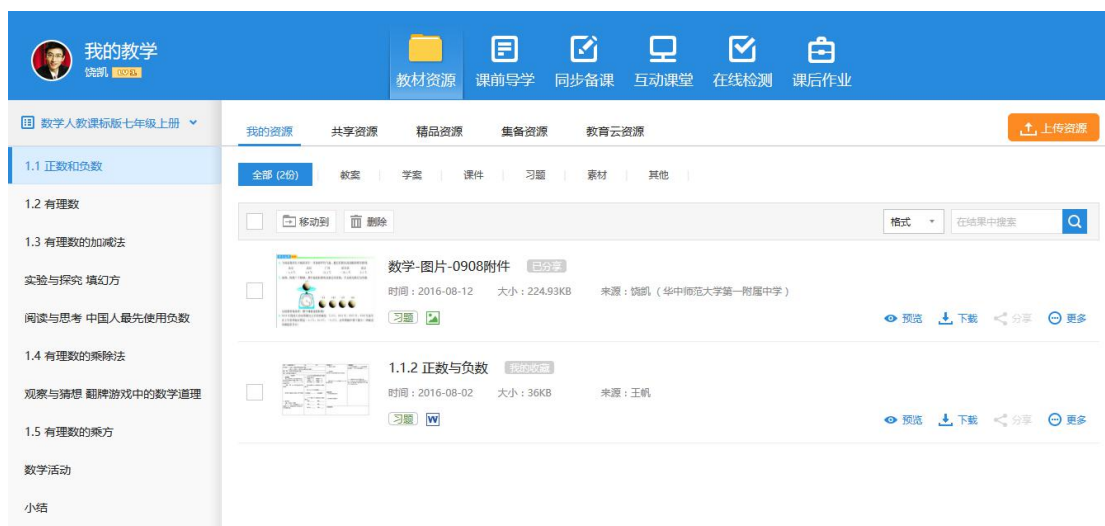 我的教学
饶凯
教材资源 课前导学 同步备课 互动课堂 在线检测 课后作业
数学人教课标版七年级上册
1.1 正数和负数
1.2 有理数
1.3 有理数的加减法
实验与探究 填幻方
阅读与思考 中国人最先使用负数
1.4 有理数的乘除法
观察与猜想 翻牌游戏中的数学道理
1.5 有理数的乘方
数学活动
小结
我的资源 共享资源 精品资源 集备资源 教育云资源
上传资源
全部 (2份) 教案 学案 课件 习题 素材 其他
移动到 删除 格式 在结果中搜索
数学-图片-0908附件 已分享
时间：2016-08-12 大小：224.93KB 来源：饶凯（华中师范大学第一附属中学）
习题
预览 下载 分享 更多
1.1.2 正数与负数 我的收藏
时间：2016-08-02 大小：36KB 来源：王帆
习题 W
预览 下载 分享 更多